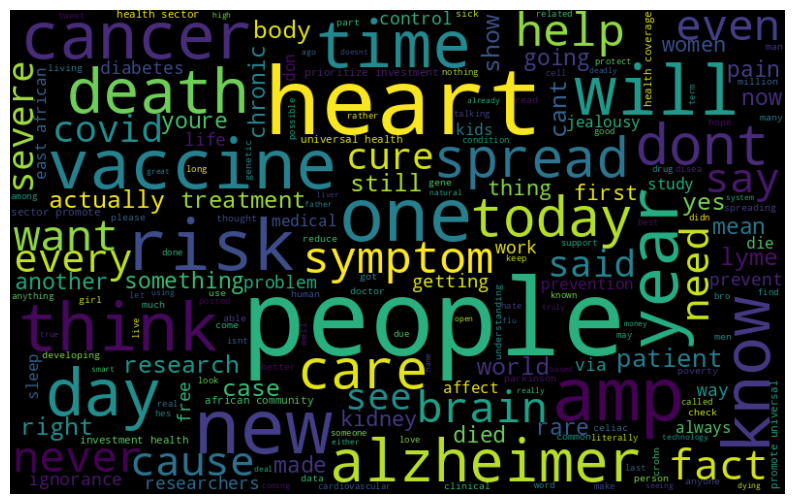 health sector
tweet
high
part
control
sick
related
nothing
man
cancer
time
help
even
body
show
going
women
living
diabetes
chronic
don
prioritize investment
protect
cell
deadly
health coverage
pain
severe
east african
death
heart
will
now
million
many
covid
youre
life
possible
ago
doesnt
rather
already
read
talking
term
cant
kids
jealousy
good
hope
universal health
condition
vaccine
cure
spread
dont
say
genetic
long
great
among
actually
still
gene
natural
liver
father
thing
first
study
drug
disea
system
spreading
yes
sector promote
please
treatment
thought
medical
done
reduce
one
today
year
want
risk
symptom
work
keep
support
best
didn
said
need
mean
die
lyme
every
another
something
problem
got
doctor
human
able
use
getting
prevention
prevent
anything
girl
let
using
much
come
posted
people
understanding
hate
flu
known
truly
bro
find
true
live
isnt
well
due
open
name
may
money
men
think
care
world
via
patient
know
developing
smart
look
better
based
parkinson
poverty
sleep
research
free
case
affect
really
way
day
new
see
brain
amp
called
check
real
hes
african community
kidney
rare
celiac
always
promote universal
right
someone
love
died
common
literally
technology
investment health
either
made
alzheimer
fact
never
cause
deal
data
last
person
anyone
crohn
ignorance
researchers
coming
cardiovascular
clinical
word
make
seeing
dying